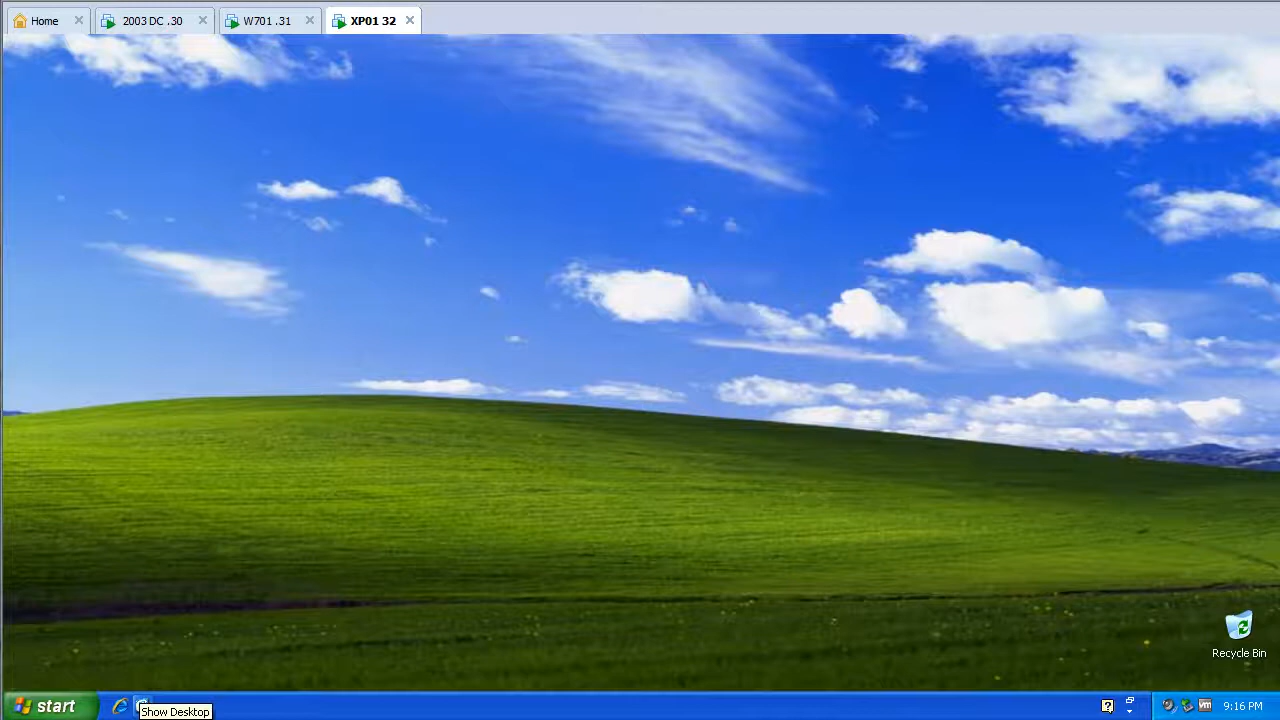 Home
2003 DC .30
W701 .31
XP01 32
Recycle Bin
start
Show Desktop
9:16 PM